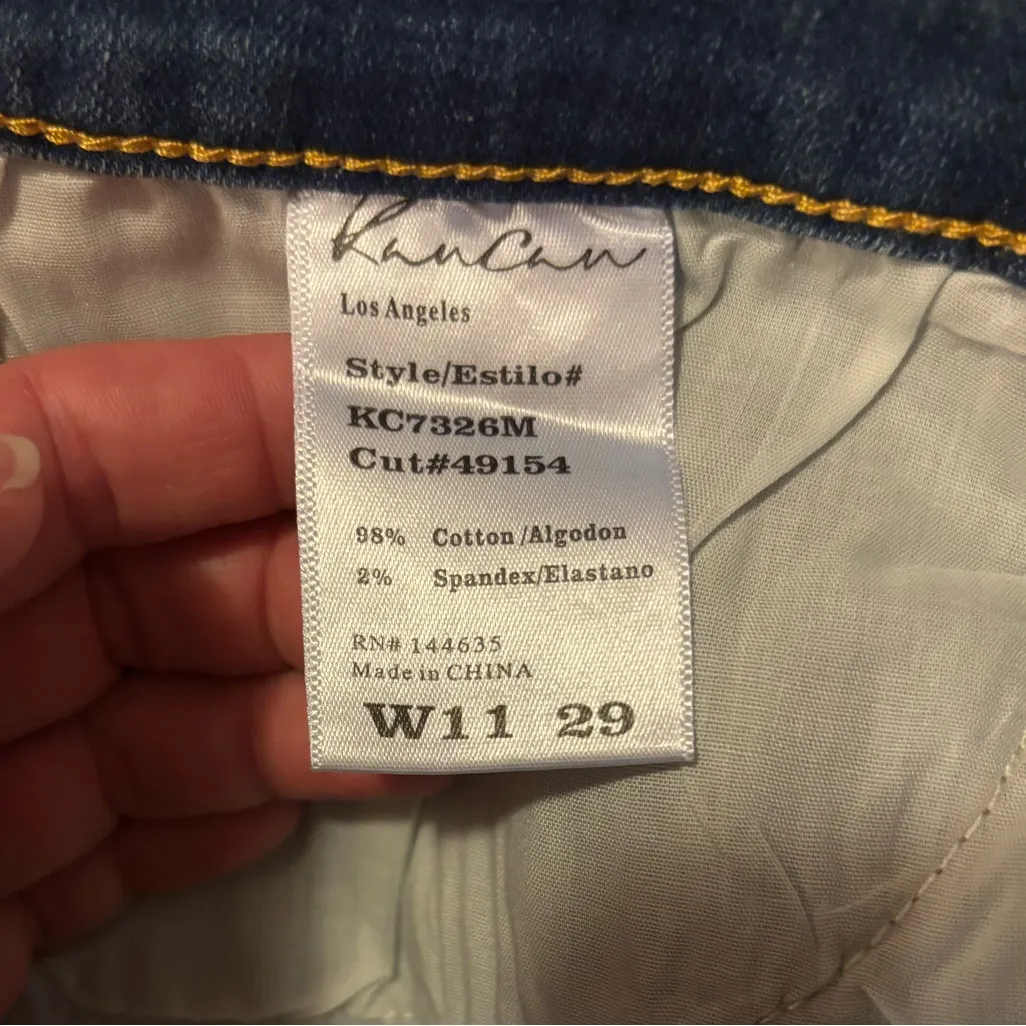 KanCan
Los Angeles
Style/Estilo#
KC7326M
Cut#49154
98% Cotton/Algodon
2% Spandex/Elastano
RN# 144635
Made in CHINA
W11 29